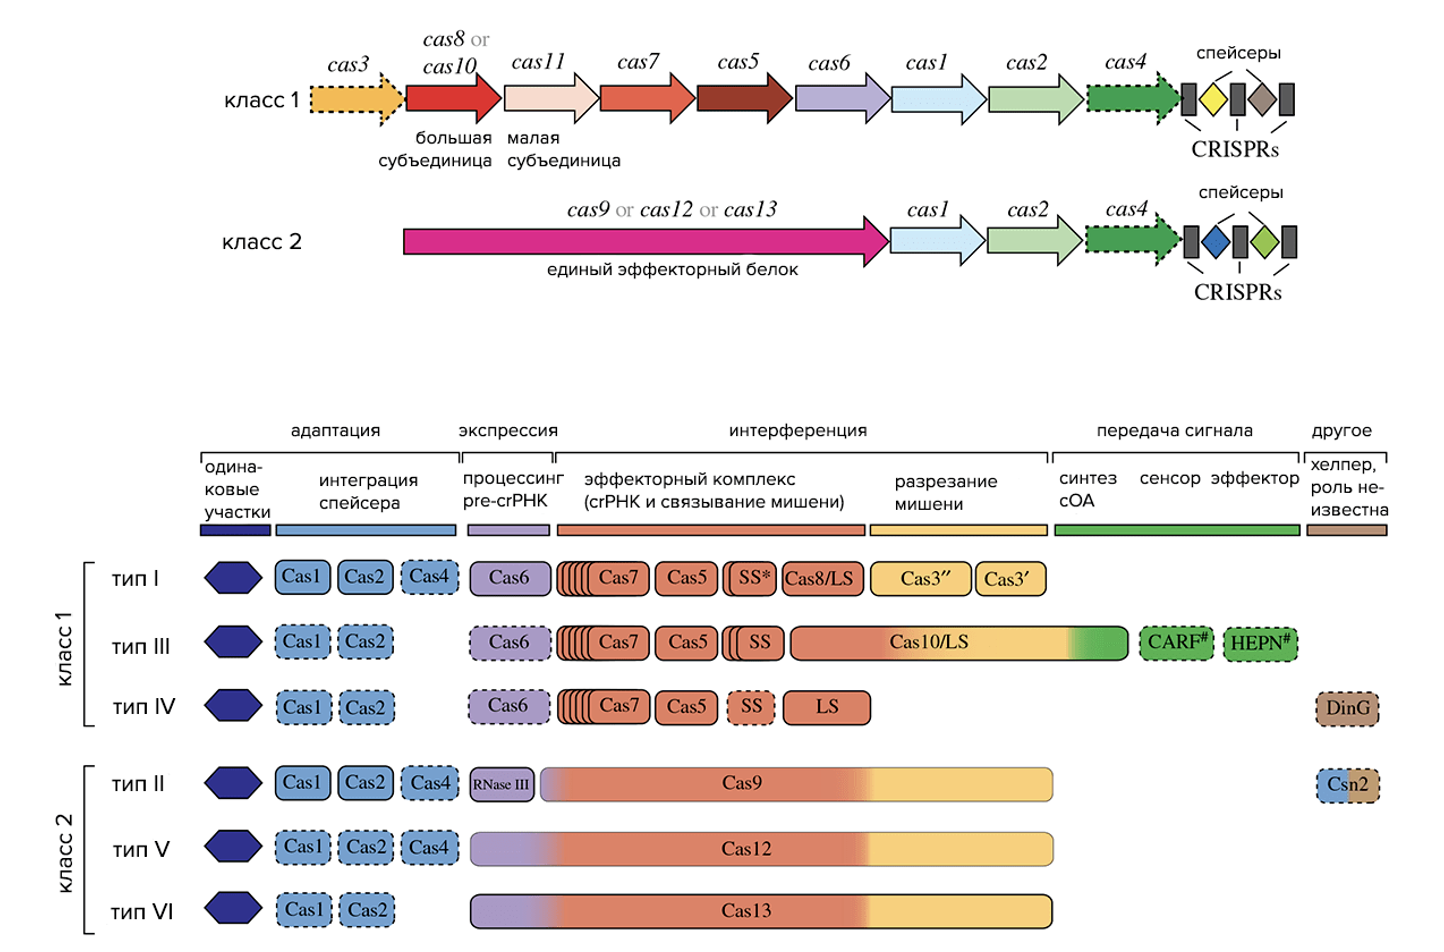 cas3
cas8 or
cas10
cas11
cas7
cas5
cas6
cas1
cas2
cas4
спейсеры
класс 1
большая
субъединица
малая
субъединица
CRISPRs
cas9 or cas12 or cas13
cas1
cas2
cas4
спейсеры
класс 2
единый эффекторный белок
CRISPRs
адаптация
экспрессия
интерференция
передача сигнала
другое
одина-
ковые
участки
интеграция
спейсера
процессинг
pre-crРНК
эффекторный комплекс
(crРНК и связывание мишени)
разрезание
мишени
синтез
cOA
сенсор
эффектор
хелпер,
роль не-
известна
класс 1
тип I
Cas1
Cas2
Cas4
Cas6
Cas7
Cas5
SS*
Cas8/LS
Cas3″
Cas3′
тип III
Cas1
Cas2
Cas6
Cas7
Cas5
SS
Cas10/LS
CARF#
HEPN#
тип IV
Cas1
Cas2
Cas6
Cas7
Cas5
SS
LS
DinG
класс 2
тип II
Cas1
Cas2
Cas4
RNase III
Cas9
Csn2
тип V
Cas1
Cas2
Cas4
Cas12
тип VI
Cas1
Cas2
Cas13